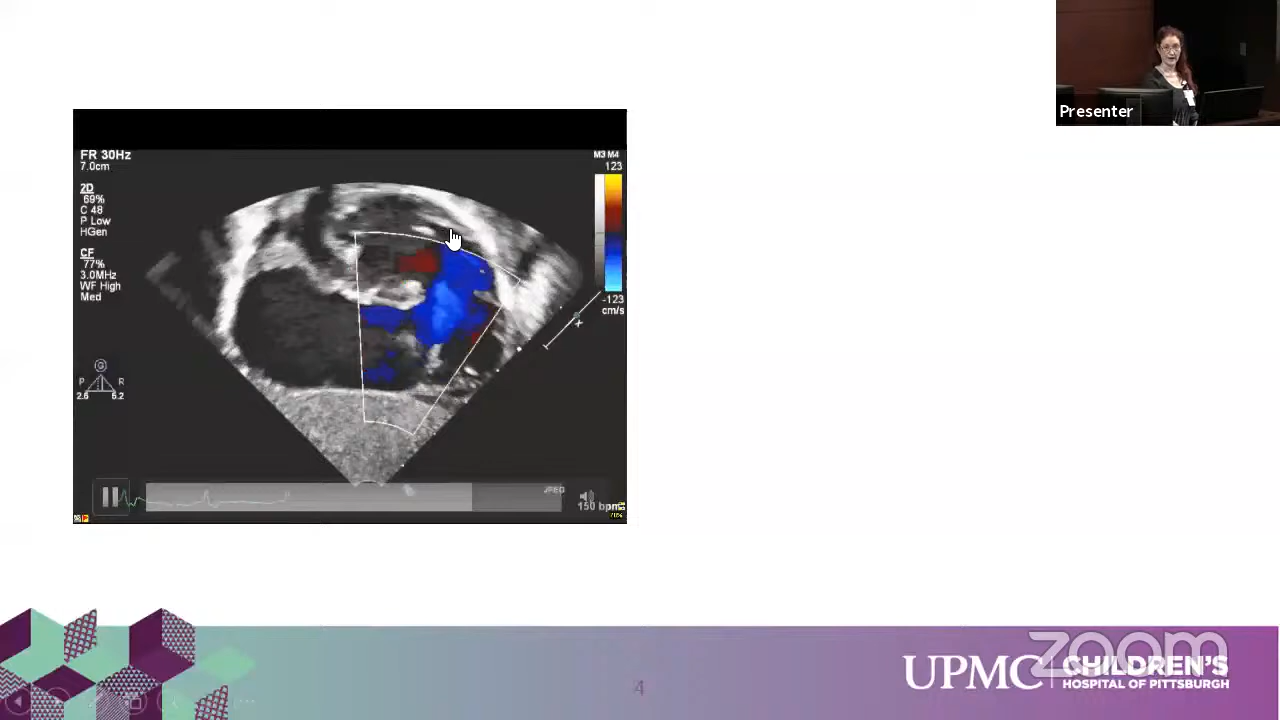 Presenter
FR 30Hz
7.0cm
2D
69%
C 48
P Low
HGen
CF
77%
3.0MHz
WF High
Med
M3 M4
123
-123
cm/s
G
P R
2.6 5.2
JPEG
150 bpm
4
zoom
UPMC CHILDREN'S
HOSPITAL OF PITTSBURGH